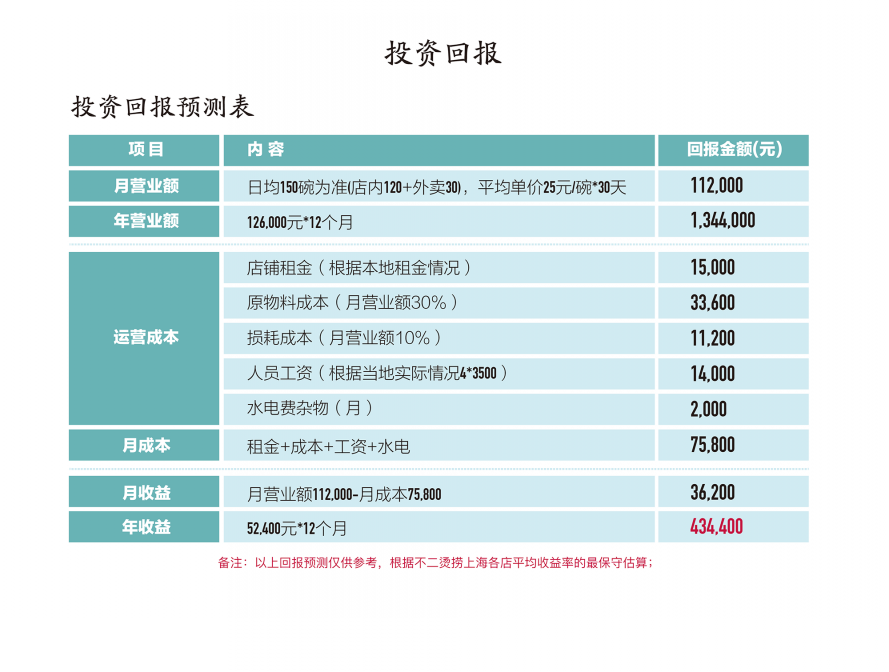 投资回报
投资回报预测表
项目 内容 回报金额(元)
月营业额 日均150碗为准(店内120+外卖30)，平均单价25元/碗*30天 112,000
年营业额 126,000元*12个月 1,344,000
店铺租金（根据本地租金情况） 15,000
原物料成本（月营业额30%） 33,600
运营成本 损耗成本（月营业额10%） 11,200
人员工资（根据当地实际情况4*3500） 14,000
水电费杂物（月） 2,000
月成本 租金+成本+工资+水电 75,800
月收益 月营业额112,000-月成本75,800 36,200
年收益 52,400元*12个月 434,400
备注：以上回报预测仅供参考，根据不二烫捞上海各店平均收益率的最保守估算；